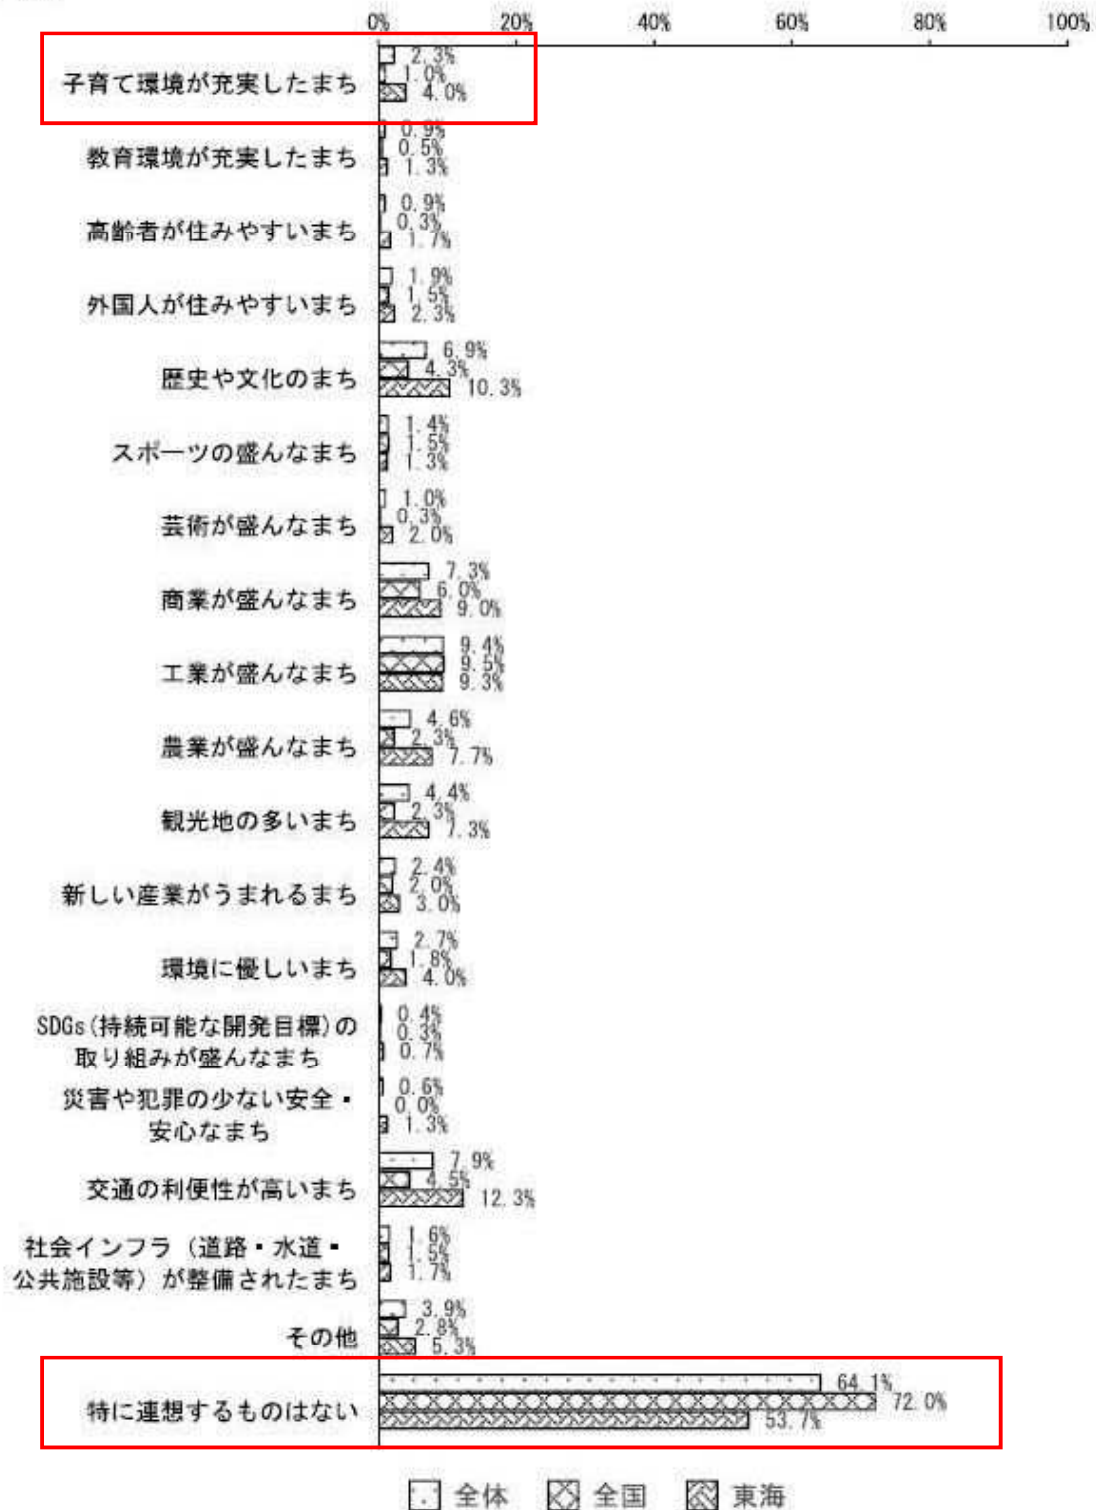 0% 20% 40% 60% 80% 100%
子育て環境が充実したまち 2.3% 1.0% 4.0%
教育環境が充実したまち 0.9% 0.5% 1.3%
高齢者が住みやすいまち 0.9% 0.3% 1.7%
外国人が住みやすいまち 1.9% 1.5% 2.3%
歴史や文化のまち 6.9% 4.3% 10.3%
スポーツの盛んなまち 1.4% 1.5% 1.3%
芸術が盛んなまち 1.0% 0.3% 2.0%
商業が盛んなまち 7.3% 6.0% 9.0%
工業が盛んなまち 9.4% 9.5% 9.3%
農業が盛んなまち 4.6% 2.3% 7.7%
観光地の多いまち 4.4% 2.3% 7.3%
新しい産業がうまれるまち 2.4% 2.0% 3.0%
環境に優しいまち 2.7% 1.8% 4.0%
SDGs(持続可能な開発目標)の
取り組みが盛んなまち 0.4% 0.3% 0.7%
災害や犯罪の少ない安全・
安心なまち 0.6% 0.0% 1.3%
交通の利便性が高いまち 7.9% 4.5% 12.3%
社会インフラ（道路・水道・
公共施設等）が整備されたまち 1.6% 1.5% 1.7%
その他 3.9% 2.8% 5.3%
特に連想するものはない 64.1% 72.0% 53.7%
全体 全国 東海